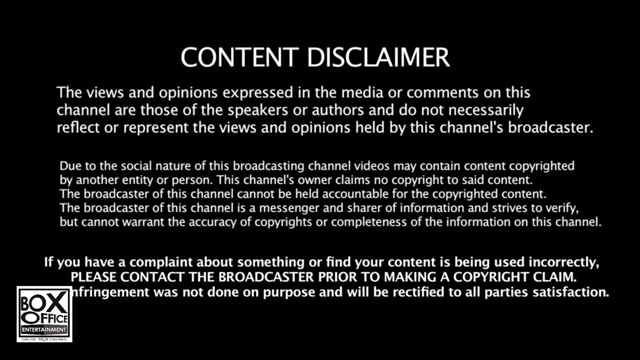 CONTENT DISCLAIMER
The views and opinions expressed in the media or comments on this
channel are those of the speakers or authors and do not necessarily
reflect or represent the views and opinions held by this channel's broadcaster.
Due to the social nature of this broadcasting channel videos may contain content copyrighted
by another entity or person. This channel's owner claims no copyright to said content.
The broadcaster of this channel cannot be held accountable for the copyrighted content.
The broadcaster of this channel is a messenger and sharer of information and strives to verify,
but cannot warrant the accuracy of copyrights or completeness of the information on this channel.
If you have a complaint about something or find your content is being used incorrectly,
PLEASE CONTACT THE BROADCASTER PRIOR TO MAKING A COPYRIGHT CLAIM.
nfringement was not done on purpose and will be rectified to all parties satisfaction.
BOX
OFFICE
ENTERTAINMENT